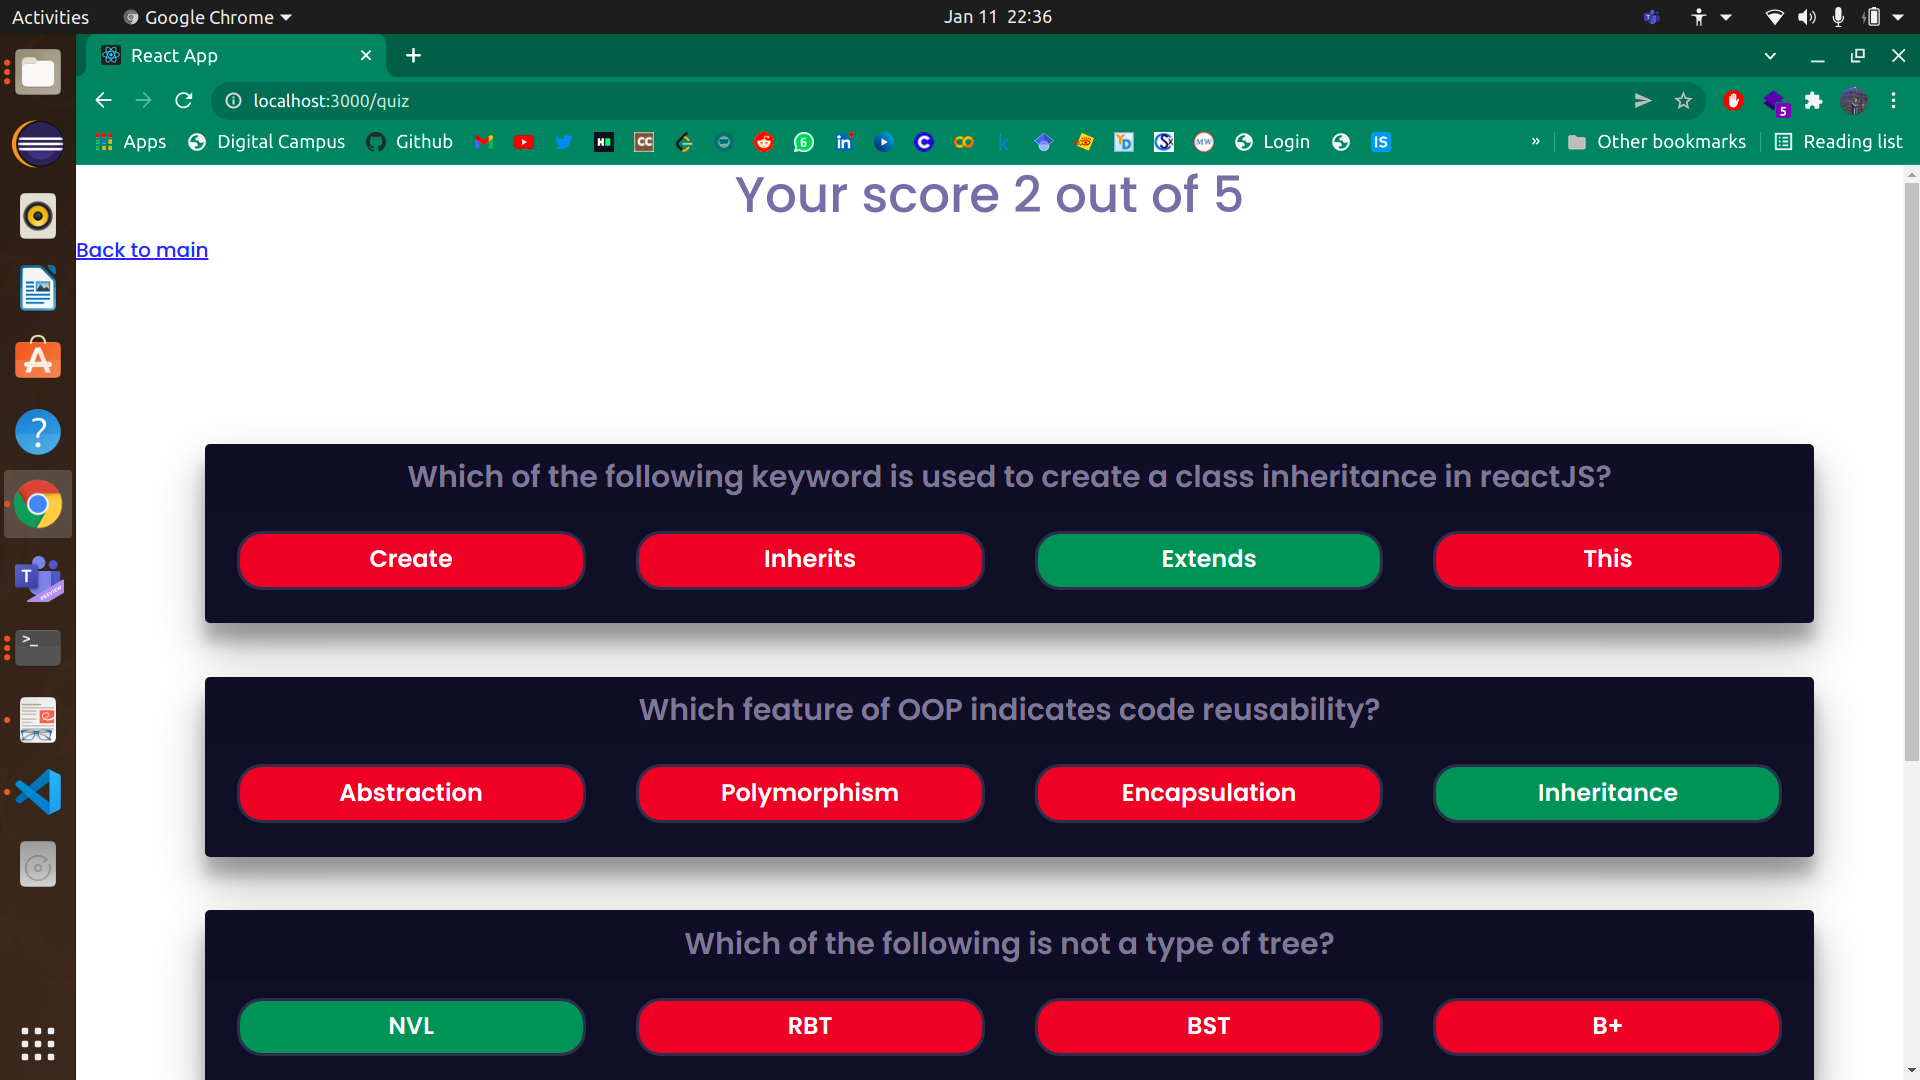 Activities
Google Chrome
Jan 11 22:36
React App
localhost:3000/quiz
5
Apps
Digital Campus
Github
Login
IS
»
Other bookmarks
Reading list
Your score 2 out of 5
Back to main
Which of the following keyword is used to create a class inheritance in reactJS?
Create
Inherits
Extends
This
Which feature of OOP indicates code reusability?
Abstraction
Polymorphism
Encapsulation
Inheritance
Which of the following is not a type of tree?
NVL
RBT
BST
B+